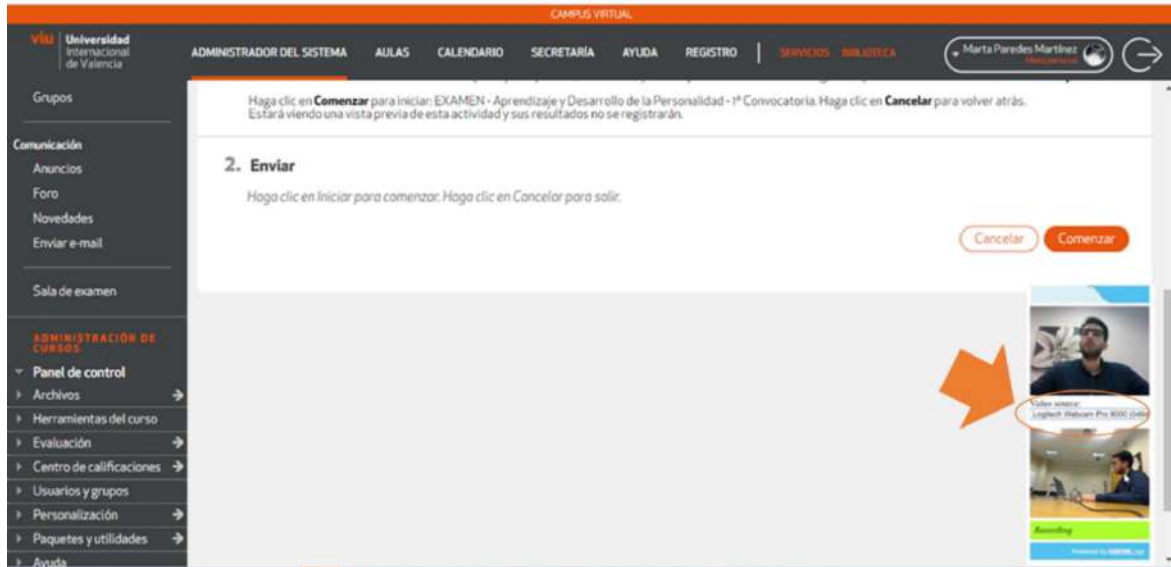 CAMPUS VIRTUAL
viu Universidad
Internacional
de Valencia
ADMINISTRADOR DEL SISTEMA AULAS CALENDARIO SECRETARÍA AYUDA REGISTRO | SERVICIOS BIBLIOTECA
Marta Paredes Martínez
Grupos
Comunicación
Anuncios
Foro
Novedades
Enviar e-mail
Sala de examen
ADMINISTRACIÓN DE
CURSOS
Panel de control
Archivos
Herramientas del curso
Evaluación
Centro de calificaciones
Usuarios y grupos
Personalización
Paquetes y utilidades
Ayuda
Haga clic en Comenzar para iniciar: EXAMEN - Aprendizaje y Desarrollo de la Personalidad - 1ª Convocatoria. Haga clic en Cancelar para volver atrás.
Estará viendo una vista previa de esta actividad y sus resultados no se registrarán.
2. Enviar
Haga clic en Iniciar para comenzar. Haga clic en Cancelar para salir.
Cancelar Comenzar
Video source:
Logitech Webcam Pro 9000
Recording
Powered by